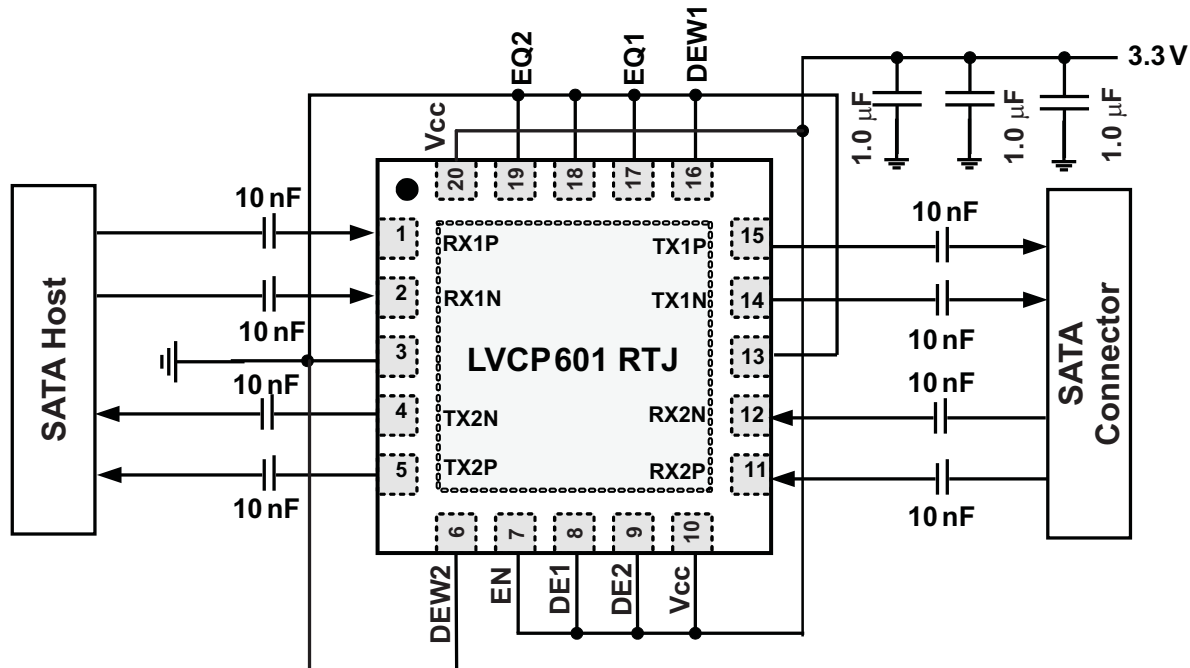 EQ2
EQ1
DEW1
3.3 V
Vcc
1.0 µF
1.0 µF
1.0 µF
20
19
18
17
16
SATA Host
10 nF
10 nF
10 nF
10 nF
1
RX1P
2
RX1N
3
4
TX2N
5
TX2P
LVCP601 RTJ
TX1P
15
TX1N
14
13
RX2N
12
RX2P
11
10 nF
10 nF
10 nF
10 nF
SATA
Connector
6
7
8
9
10
DEW2
EN
DE1
DE2
Vcc